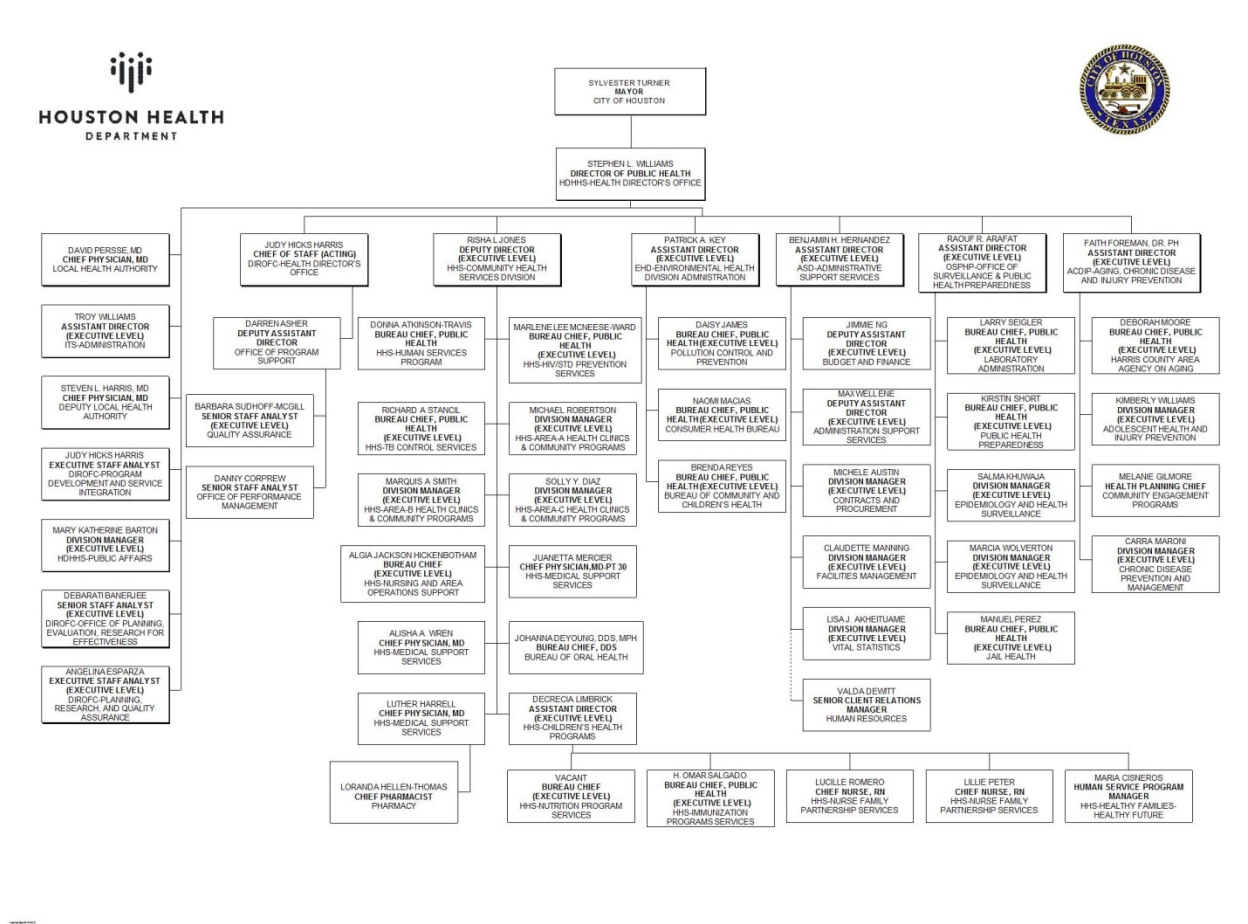 HOUSTON HEALTH
DEPARTMENT
CITY OF HOUSTON
TEXAS
SYLVESTER TURNER
MAYOR
CITY OF HOUSTON
STEPHEN L. WILLIAMS
DIRECTOR OF PUBLIC HEALTH
HDHHS-HEALTH DIRECTOR'S OFFICE
DAVID PERSSE, MD
CHIEF PHYSICIAN, MD
LOCAL HEALTH AUTHORITY
TROY WILLIAMS
ASSISTANT DIRECTOR
(EXECUTIVE LEVEL)
ITS-ADMINISTRATION
STEVEN L. HARRIS, MD
CHIEF PHYSICIAN, MD
DEPUTY LOCAL HEALTH
AUTHORITY
JUDY HICKS HARRIS
EXECUTIVE STAFF ANALYST
DIROFC-PROGRAM
DEVELOPMENT AND SERVICE
INTEGRATION
MARY KATHERINE BARTON
DIVISION MANAGER
(EXECUTIVE LEVEL)
HDHHS-PUBLIC AFFAIRS
DEBARATI BANERJEE
SENIOR STAFF ANALYST
(EXECUTIVE LEVEL)
DIROFC-OFFICE OF PLANNING,
EVALUATION, RESEARCH FOR
EFFECTIVENESS
ANGELINA ESPARZA
EXECUTIVE STAFF ANALYST
(EXECUTIVE LEVEL)
DIROFC-PLANNING,
RESEARCH, AND QUALITY
ASSURANCE
JUDY HICKS HARRIS
CHIEF OF STAFF (ACTING)
DIROFC-HEALTH DIRECTOR'S
OFFICE
DARREN ASHER
DEPUTY ASSISTANT
DIRECTOR
OFFICE OF PROGRAM
SUPPORT
BARBARA SUDHOFF-MCGILL
SENIOR STAFF ANALYST
(EXECUTIVE LEVEL)
QUALITY ASSURANCE
DANNY CORPREW
SENIOR STAFF ANALYST
OFFICE OF PERFORMANCE
MANAGEMENT
RISHA L JONES
DEPUTY DIRECTOR
(EXECUTIVE LEVEL)
HHS-COMMUNITY HEALTH
SERVICES DIVISION
DONNA ATKINSON-TRAVIS
BUREAU CHIEF, PUBLIC
HEALTH
HHS-HUMAN SERVICES
PROGRAM
MARLENE LEE MCNEESE-WARD
BUREAU CHIEF, PUBLIC
HEALTH
(EXECUTIVE LEVEL)
HHS-HIV/STD PREVENTION
SERVICES
RICHARD A STANCIL
BUREAU CHIEF, PUBLIC
HEALTH
(EXECUTIVE LEVEL)
HHS-TB CONTROL SERVICES
MICHAEL ROBERTSON
DIVISION MANAGER
(EXECUTIVE LEVEL)
HHS-AREA-A HEALTH CLINICS
& COMMUNITY PROGRAMS
MARQUIS A SMITH
DIVISION MANAGER
(EXECUTIVE LEVEL)
HHS-AREA-B HEALTH CLINICS
& COMMUNITY PROGRAMS
SOLLY Y. DIAZ
DIVISION MANAGER
(EXECUTIVE LEVEL)
HHS-AREA-C HEALTH CLINICS
& COMMUNITY PROGRAMS
ALGIA JACKSON HICKENBOTHAM
BUREAU CHIEF
(EXECUTIVE LEVEL)
HHS-NURSING AND AREA
OPERATIONS SUPPORT
JUANETTA MERCIER
CHIEF PHYSICIAN,MD-PT 30
HHS-MEDICAL SUPPORT
SERVICES
ALISHA A. WREN
CHIEF PHYSICIAN, MD
HHS-MEDICAL SUPPORT
SERVICES
JOHANNA DEYOUNG, DDS, MPH
BUREAU CHIEF, DDS
BUREAU OF ORAL HEALTH
LUTHER HARRELL
CHIEF PHYSICIAN, MD
HHS-MEDICAL SUPPORT
SERVICES
DECRECIA LIMBRICK
ASSISTANT DIRECTOR
(EXECUTIVE LEVEL)
HHS-CHILDREN'S HEALTH
PROGRAMS
LORANDA HELLEN-THOMAS
CHIEF PHARMACIST
PHARMACY
VACANT
BUREAU CHIEF
(EXECUTIVE LEVEL)
HHS-NUTRITION PROGRAM
SERVICES
H. OMAR SALGADO
BUREAU CHIEF, PUBLIC
HEALTH
(EXECUTIVE LEVEL)
HHS-IMMUNIZATION
PROGRAMS SERVICES
LUCILLE ROMERO
CHIEF NURSE, RN
HHS-NURSE FAMILY
PARTNERSHIP SERVICES
LILLIE PETER
CHIEF NURSE, RN
HHS-NURSE FAMILY
PARTNERSHIP SERVICES
MARIA CISNEROS
HUMAN SERVICE PROGRAM
MANAGER
HHS-HEALTHY FAMILIES-
HEALTHY FUTURE
PATRICK A. KEY
ASSISTANT DIRECTOR
(EXECUTIVE LEVEL)
EHD-ENVIRONMENTAL HEALTH
DIVISION ADMINISTRATION
DAISY JAMES
BUREAU CHIEF, PUBLIC
HEALTH (EXECUTIVE LEVEL)
POLLUTION CONTROL AND
PREVENTION
NAOMI MACIAS
BUREAU CHIEF, PUBLIC
HEALTH (EXECUTIVE LEVEL)
CONSUMER HEALTH BUREAU
BRENDA REYES
BUREAU CHIEF, PUBLIC
HEALTH (EXECUTIVE LEVEL)
BUREAU OF COMMUNITY AND
CHILDREN'S HEALTH
BENJAMIN H. HERNANDEZ
ASSISTANT DIRECTOR
(EXECUTIVE LEVEL)
ASD-ADMINISTRATIVE
SUPPORT SERVICES
JIMMIE NG
DEPUTY ASSISTANT
DIRECTOR
(EXECUTIVE LEVEL)
BUDGET AND FINANCE
MAXWELL ENE
DEPUTY ASSISTANT
DIRECTOR
(EXECUTIVE LEVEL)
ADMINISTRATION SUPPORT
SERVICES
MICHELE AUSTIN
DIVISION MANAGER
(EXECUTIVE LEVEL)
CONTRACTS AND
PROCUREMENT
CLAUDETTE MANNING
DIVISION MANAGER
(EXECUTIVE LEVEL)
FACILITIES MANAGEMENT
LISA J. AKHEITUAME
DIVISION MANAGER
(EXECUTIVE LEVEL)
VITAL STATISTICS
VALDA DEWITT
SENIOR CLIENT RELATIONS
MANAGER
HUMAN RESOURCES
RAOUF R. ARAFAT
ASSISTANT DIRECTOR
(EXECUTIVE LEVEL)
OSPHP-OFFICE OF
SURVEILLANCE & PUBLIC
HEALTH PREPAREDNESS
LARRY SEIGLER
BUREAU CHIEF, PUBLIC
HEALTH
(EXECUTIVE LEVEL)
LABORATORY
ADMINISTRATION
KIRSTIN SHORT
BUREAU CHIEF, PUBLIC
HEALTH
(EXECUTIVE LEVEL)
PUBLIC HEALTH
PREPAREDNESS
SALMA KHUWAJA
DIVISION MANAGER
(EXECUTIVE LEVEL)
EPIDEMIOLOGY AND HEALTH
SURVEILLANCE
MARCIA WOLVERTON
DIVISION MANAGER
(EXECUTIVE LEVEL)
EPIDEMIOLOGY AND HEALTH
SURVEILLANCE
MANUEL PEREZ
BUREAU CHIEF, PUBLIC
HEALTH
(EXECUTIVE LEVEL)
JAIL HEALTH
FAITH FOREMAN, DR. PH
ASSISTANT DIRECTOR
(EXECUTIVE LEVEL)
ACDIP-AGING, CHRONIC DISEASE
AND INJURY PREVENTION
DEBORAH MOORE
BUREAU CHIEF, PUBLIC
HEALTH
(EXECUTIVE LEVEL)
HARRIS COUNTY AREA
AGENCY ON AGING
KIMBERLY WILLIAMS
DIVISION MANAGER
(EXECUTIVE LEVEL)
ADOLESCENT HEALTH AND
INJURY PREVENTION
MELANIE GILMORE
HEALTH PLANNING CHIEF
COMMUNITY ENGAGEMENT
PROGRAMS
CARRA MARONI
DIVISION MANAGER
(EXECUTIVE LEVEL)
CHRONIC DISEASE
PREVENTION AND
MANAGEMENT